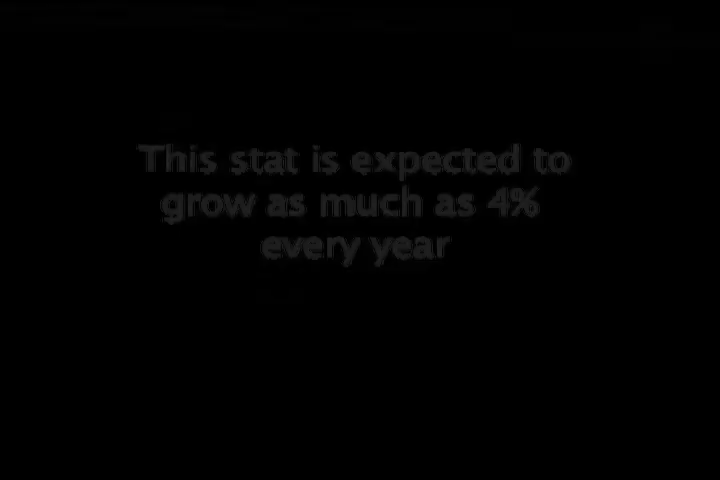 This stat is expected to
grow as much as 4%
every year